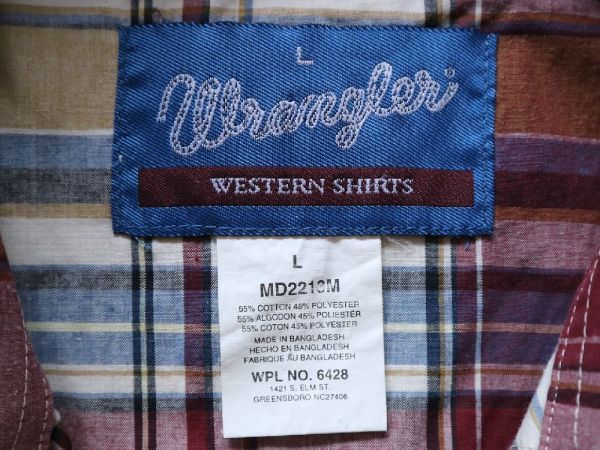 L
Wrangler®
WESTERN SHIRTS
L
MD2213M
55% COTTON 45% POLYESTER
55% ALGODON 45% POLIESTER
55% COTON 45% POLYESTER
MADE IN BANGLADESH
HECHO EN BANGLADESH
FABRIQUE AU BANGLADESH
WPL NO. 6428
1421 S. ELM ST.
GREENSBORO NC27406